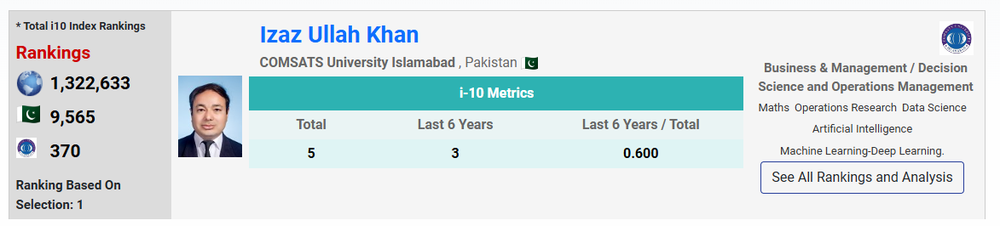 * Total i10 Index Rankings
Rankings
1,322,633
9,565
370
Ranking Based On
Selection: 1
Izaz Ullah Khan
COMSATS University Islamabad , Pakistan
i-10 Metrics
Total Last 6 Years Last 6 Years / Total
5 3 0.600
Business & Management / Decision
Science and Operations Management
Maths Operations Research Data Science
Artificial Intelligence
Machine Learning-Deep Learning.
See All Rankings and Analysis